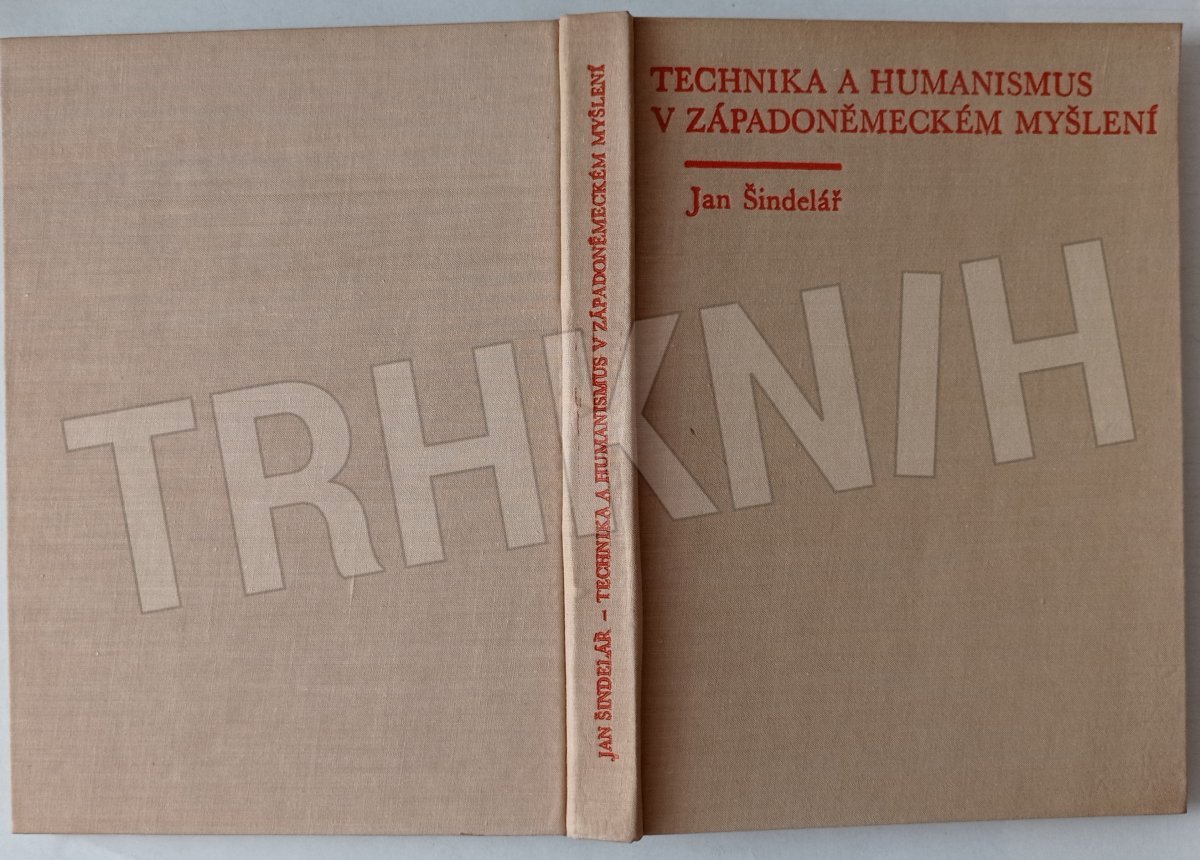 TECHNIKA A HUMANISMUS
V ZÁPADONĚMECKÉM MYŠLENÍ
Jan Šindelář
JAN ŠINDELÁŘ – TECHNIKA A HUMANISMUS V ZÁPADONĚMECKÉM MYŠLENÍ
TRHKNIH